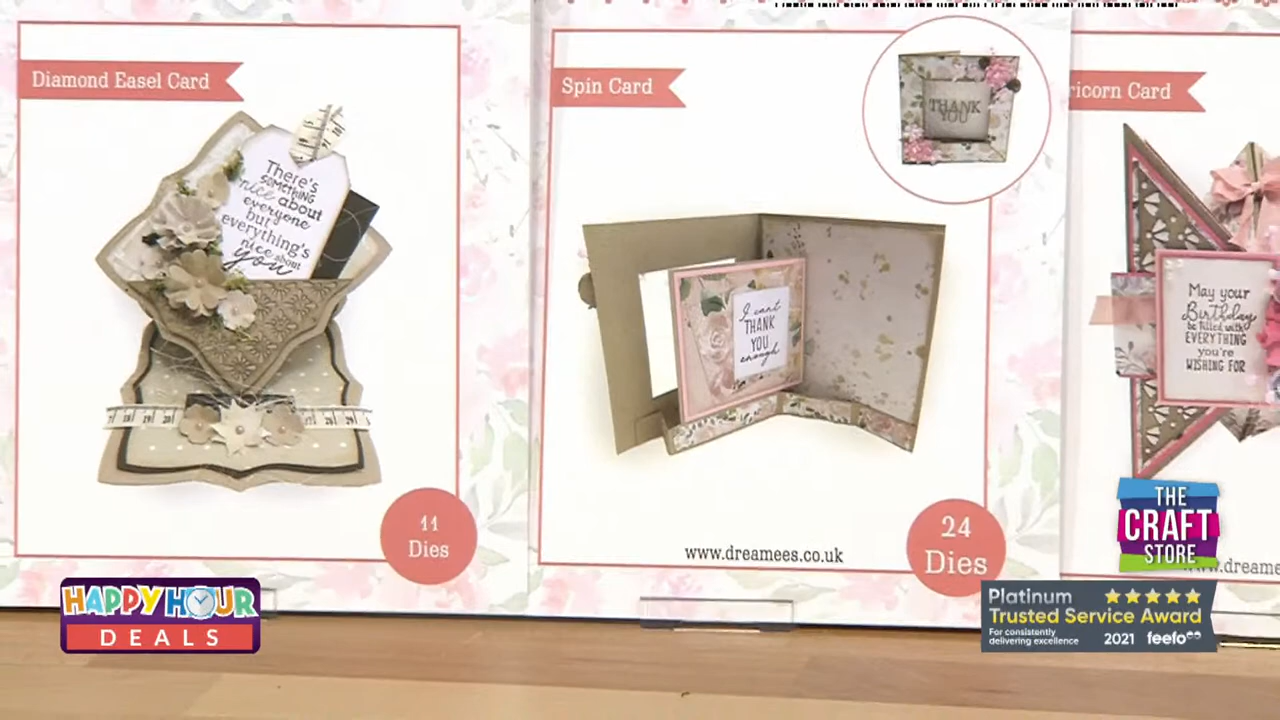 Diamond Easel Card
There's
SOMETHING
nice about
everyone
but
everything's
nice about
you
11
Dies
Spin Card
THANK
YOU
I can't
THANK
YOU
enough
www.dreamees.co.uk
24
Dies
ricorn Card
May your
Birthday
be filled with
EVERYTHING
you're
WISHING FOR
THE
CRAFT
STORE
HAPPY HOUR
DEALS
Platinum
Trusted Service Award
For consistently
delivering excellence
2021 feefo